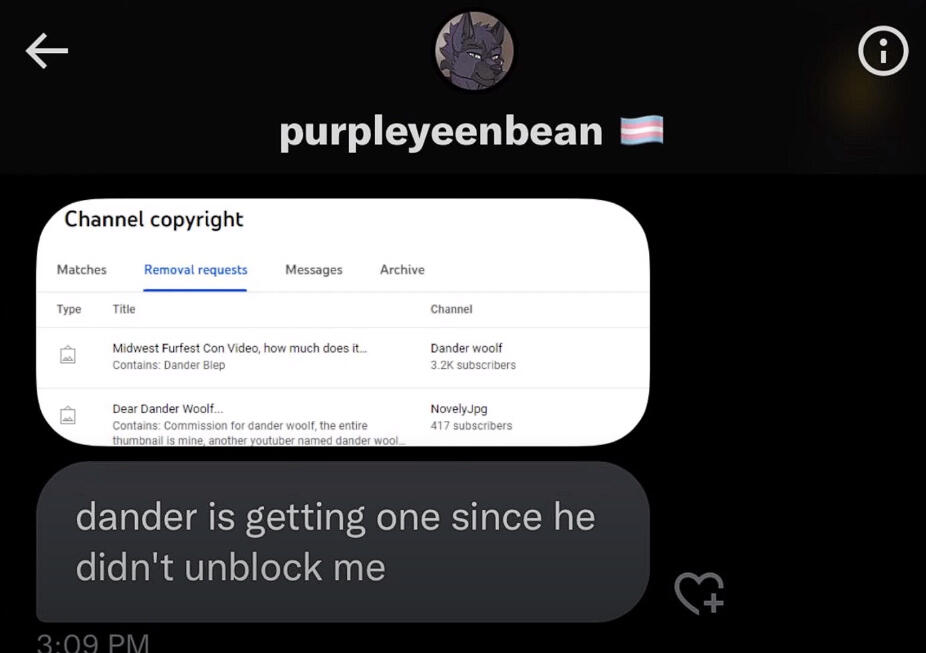 purpleyeenbean 🏳️‍⚧️
Channel copyright
Matches Removal requests Messages Archive
Type Title Channel
Midwest Furfest Con Video, how much does it... Dander woolf
Contains: Dander Blep 3.2K subscribers
Dear Dander Woolf... NovelyJpg
Contains: Commission for dander woolf, the entire 417 subscribers
thumbnail is mine, another youtuber named dander wool...
dander is getting one since he
didn't unblock me
3:09 PM